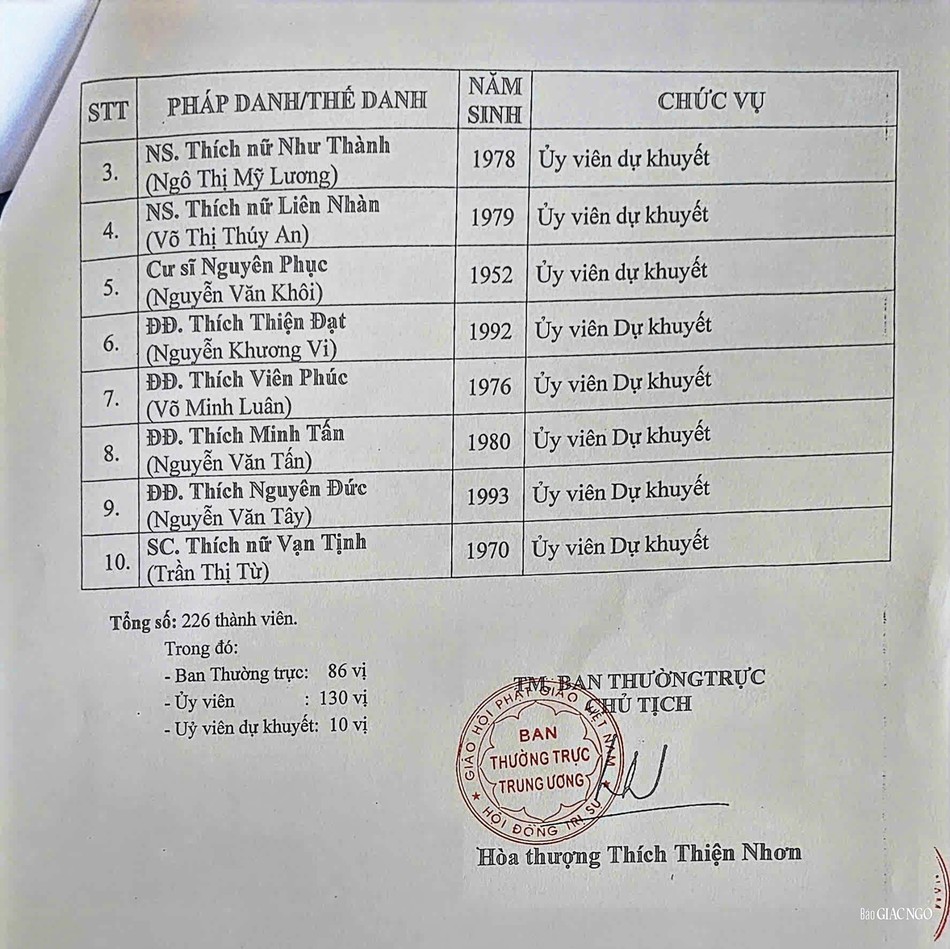 STT PHÁP DANH/THẾ DANH NĂM SINH CHỨC VỤ
3. NS. Thích nữ Như Thành 1978 Ủy viên dự khuyết
(Ngô Thị Mỹ Lương)
4. NS. Thích nữ Liên Nhàn 1979 Ủy viên dự khuyết
(Võ Thị Thúy An)
5. Cư sĩ Nguyên Phục 1952 Ủy viên dự khuyết
(Nguyễn Văn Khôi)
6. ĐĐ. Thích Thiện Đạt 1992 Ủy viên Dự khuyết
(Nguyễn Khương Vi)
7. ĐĐ. Thích Viên Phúc 1976 Ủy viên Dự khuyết
(Võ Minh Luân)
8. ĐĐ. Thích Minh Tấn 1980 Ủy viên Dự khuyết
(Nguyễn Văn Tấn)
9. ĐĐ. Thích Nguyên Đức 1993 Ủy viên Dự khuyết
(Nguyễn Văn Tây)
10. SC. Thích nữ Vạn Tịnh 1970 Ủy viên Dự khuyết
(Trần Thị Từ)
Tổng số: 226 thành viên.
Trong đó:
- Ban Thường trực: 86 vị
- Ủy viên : 130 vị
- Uỷ viên dự khuyết: 10 vị
TM. BAN THƯỜNGTRỰC
CHỦ TỊCH
GIÁO HỘI PHẬT GIÁO VIỆT NAM
BAN
THƯỜNG TRỰC
TRUNG ƯƠNG
HỘI ĐỒNG TRỊ SỰ
Hòa thượng Thích Thiện Nhơn
Báo GIACNGO